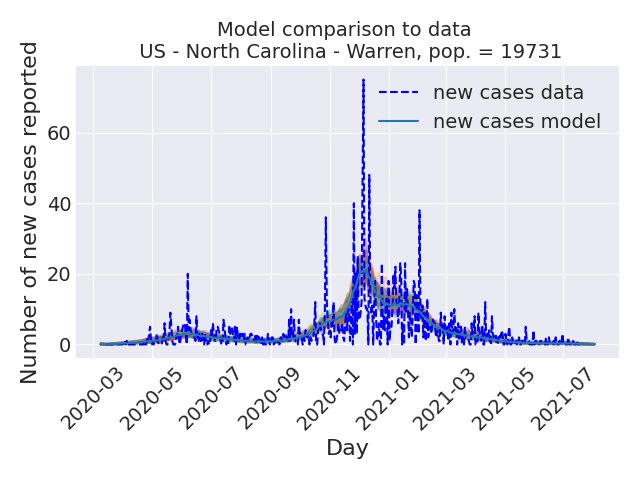 Model comparison to data
US - North Carolina - Warren, pop. = 19731
Number of new cases reported
60
40
20
0
new cases data
new cases model
2020-03
2020-05
2020-07
2020-09
2020-11
2021-01
2021-03
2021-05
2021-07
Day